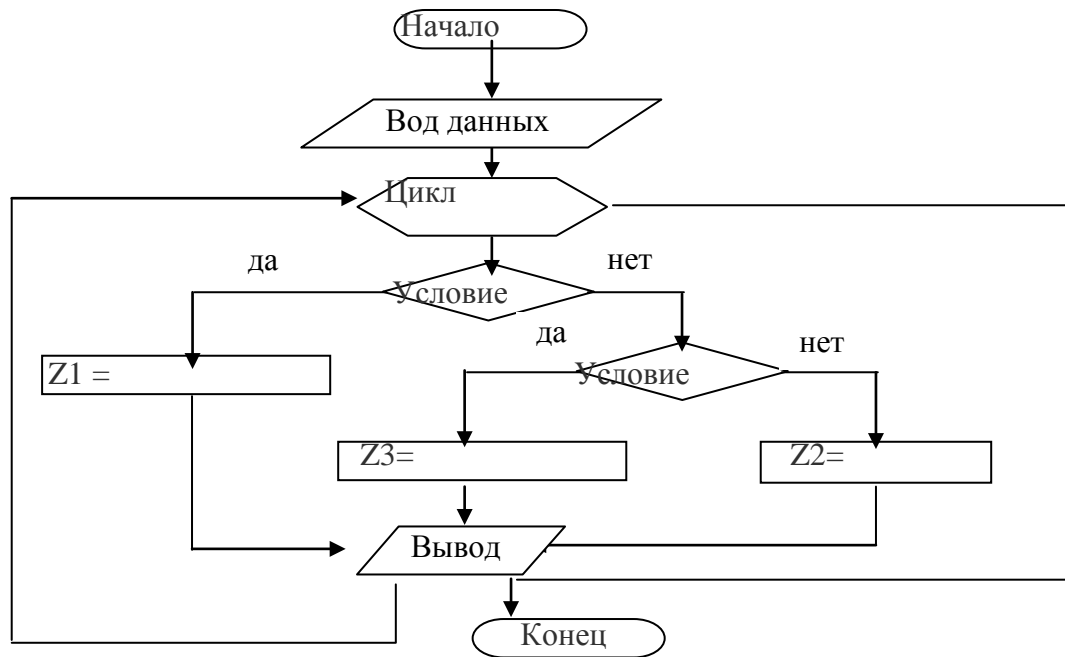 Начало
Вод данных
Цикл
да
нет
Условие
да
нет
Z1 =
Условие
Z3=
Z2=
Вывод
Конец